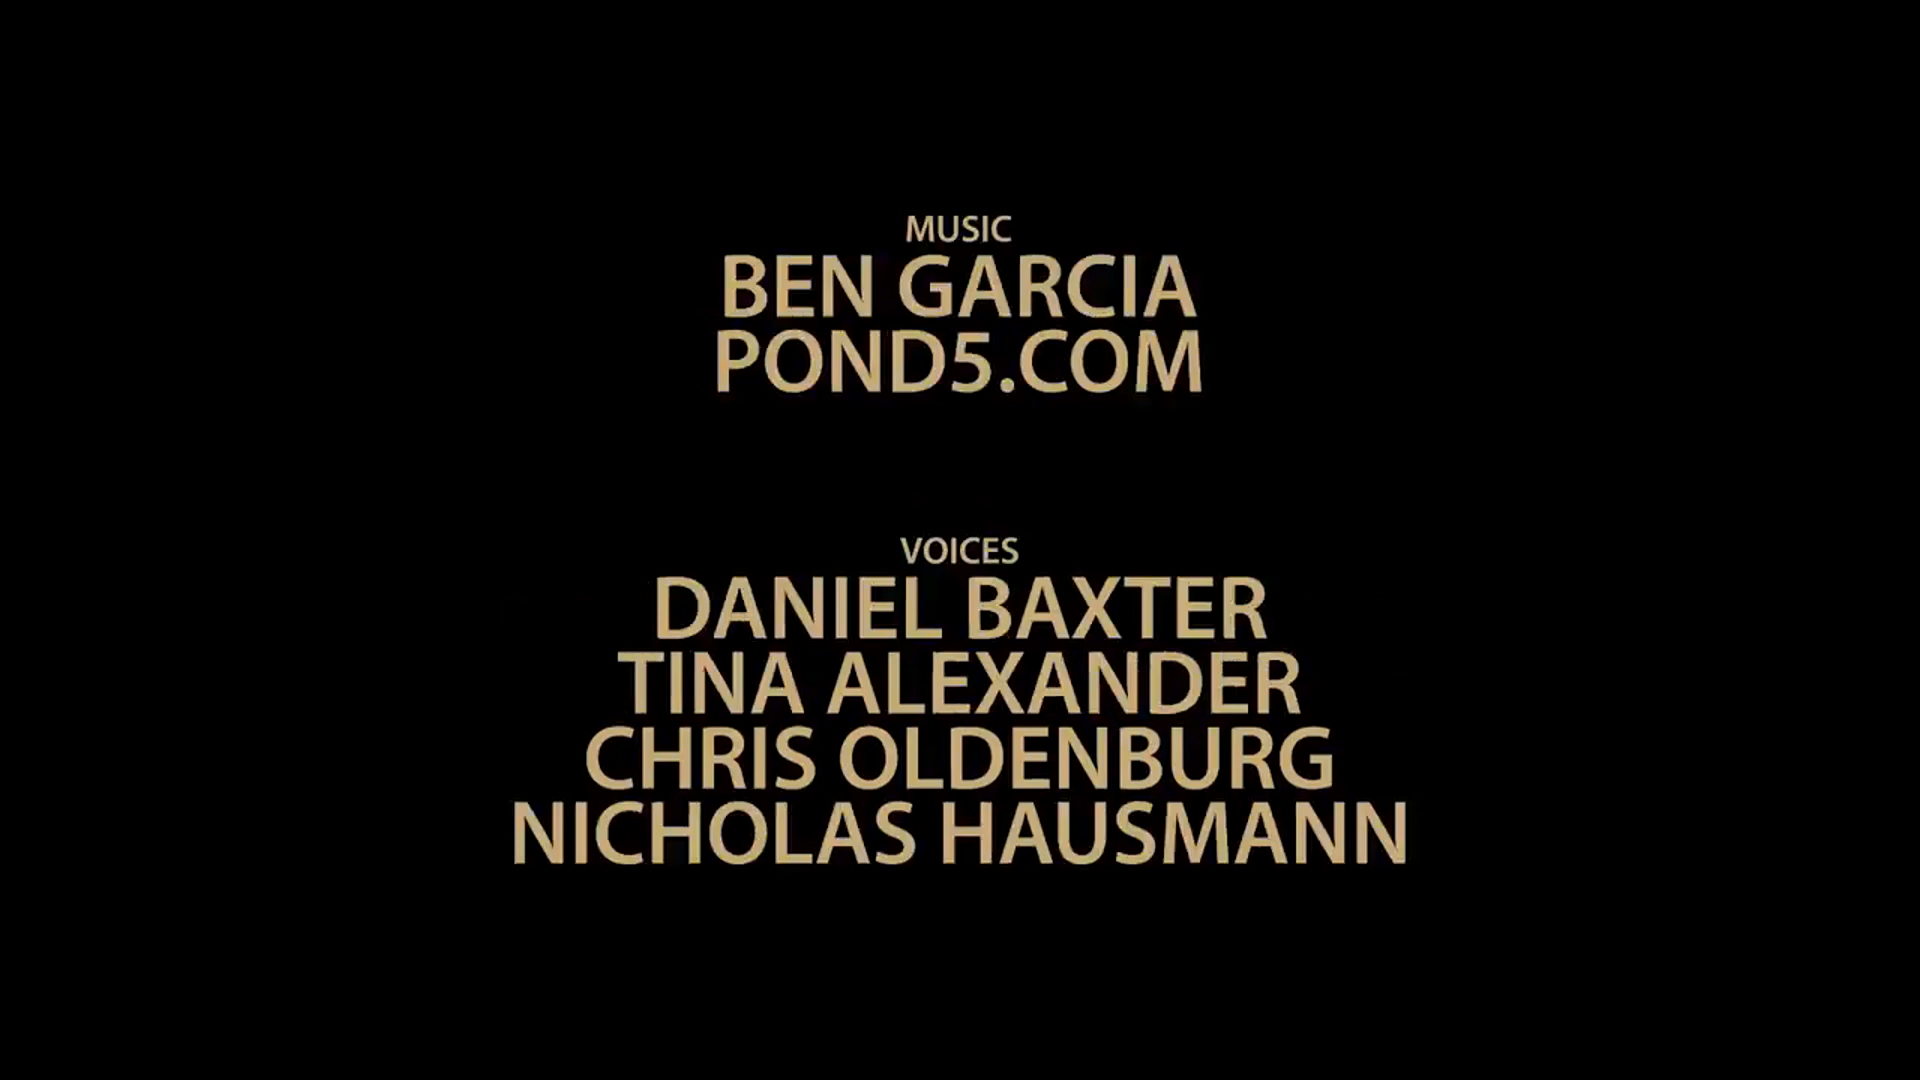 MUSIC
BEN GARCIA
POND5.COM
VOICES
DANIEL BAXTER
TINA ALEXANDER
CHRIS OLDENBURG
NICHOLAS HAUSMANN